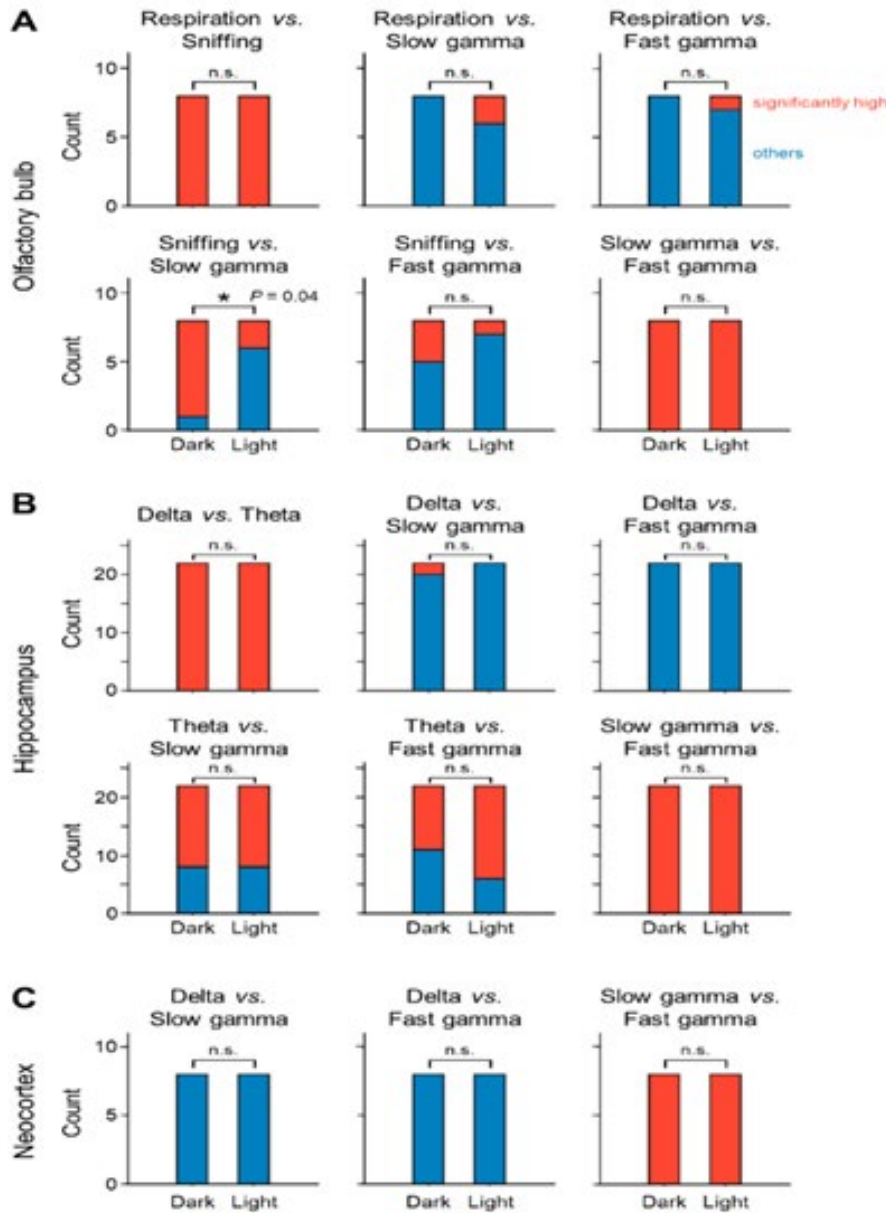 A
Respiration vs.
Sniffing
Respiration vs.
Slow gamma
Respiration vs.
Fast gamma
Olfactory bulb
Count
10
5
0
n.s.
n.s.
n.s.
significantly high
others
Sniffing vs.
Slow gamma
Sniffing vs.
Fast gamma
Slow gamma vs.
Fast gamma
Count
10
5
0
★ P = 0.04
n.s.
n.s.
Dark Light
Dark Light
Dark Light
B
Delta vs. Theta
Delta vs.
Slow gamma
Delta vs.
Fast gamma
Hippocampus
Count
20
10
0
n.s.
n.s.
n.s.
Theta vs.
Slow gamma
Theta vs.
Fast gamma
Slow gamma vs.
Fast gamma
Count
20
10
0
n.s.
n.s.
n.s.
Dark Light
Dark Light
Dark Light
C
Delta vs.
Slow gamma
Delta vs.
Fast gamma
Slow gamma vs.
Fast gamma
Neocortex
Count
10
5
0
n.s.
n.s.
n.s.
Dark Light
Dark Light
Dark Light